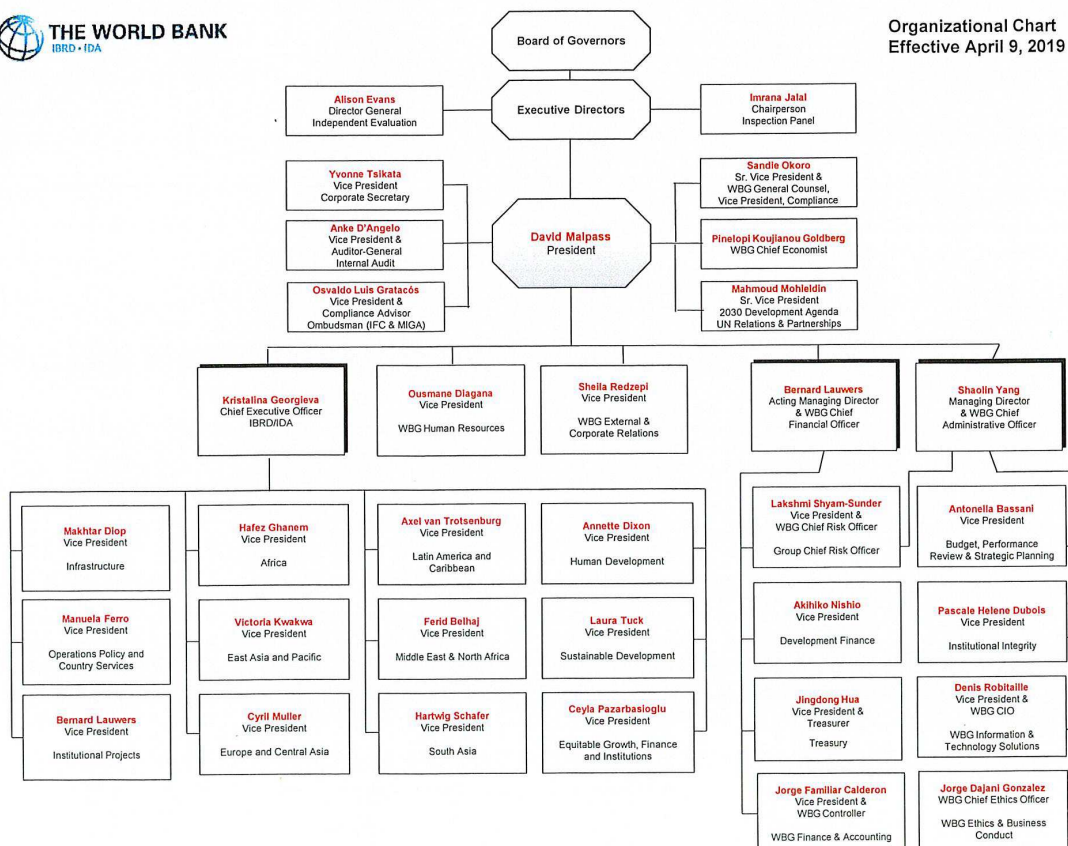 THE WORLD BANK
IBRD • IDA
Organizational Chart
Effective April 9, 2019
Board of Governors
Alison Evans
Director General
Independent Evaluation
Executive Directors
Imrana Jalal
Chairperson
Inspection Panel
Yvonne Tsikata
Vice President
Corporate Secretary
Anke D'Angelo
Vice President &
Auditor-General
Internal Audit
Osvaldo Luis Gratacós
Vice President &
Compliance Advisor
Ombudsman (IFC & MIGA)
David Malpass
President
Sandie Okoro
Sr. Vice President &
WBG General Counsel,
Vice President, Compliance
Pinelopi Koujianou Goldberg
WBG Chief Economist
Mahmoud Mohieldin
Sr. Vice President
2030 Development Agenda
UN Relations & Partnerships
Kristalina Georgieva
Chief Executive Officer
IBRD/IDA
Ousmane Diagana
Vice President
WBG Human Resources
Sheila Redzepi
Vice President
WBG External &
Corporate Relations
Bernard Lauwers
Acting Managing Director
& WBG Chief
Financial Officer
Shaolin Yang
Managing Director
& WBG Chief
Administrative Officer
Makhtar Diop
Vice President
Infrastructure
Hafez Ghanem
Vice President
Africa
Axel van Trotsenburg
Vice President
Latin America and
Caribbean
Annette Dixon
Vice President
Human Development
Lakshmi Shyam-Sunder
Vice President &
WBG Chief Risk Officer
Group Chief Risk Officer
Antonella Bassani
Vice President
Budget, Performance
Review & Strategic Planning
Manuela Ferro
Vice President
Operations Policy and
Country Services
Victoria Kwakwa
Vice President
East Asia and Pacific
Ferid Belhaj
Vice President
Middle East & North Africa
Laura Tuck
Vice President
Sustainable Development
Akihiko Nishio
Vice President
Development Finance
Pascale Helene Dubois
Vice President
Institutional Integrity
Bernard Lauwers
Vice President
Institutional Projects
Cyril Muller
Vice President
Europe and Central Asia
Hartwig Schafer
Vice President
South Asia
Ceyla Pazarbasioglu
Vice President
Equitable Growth, Finance
and Institutions
Jingdong Hua
Vice President &
Treasurer
Treasury
Denis Robitaille
Vice President &
WBG CIO
WBG Information &
Technology Solutions
Jorge Familiar Calderon
Vice President &
WBG Controller
WBG Finance & Accounting
Jorge Dajani Gonzalez
WBG Chief Ethics Officer
WBG Ethics & Business
Conduct